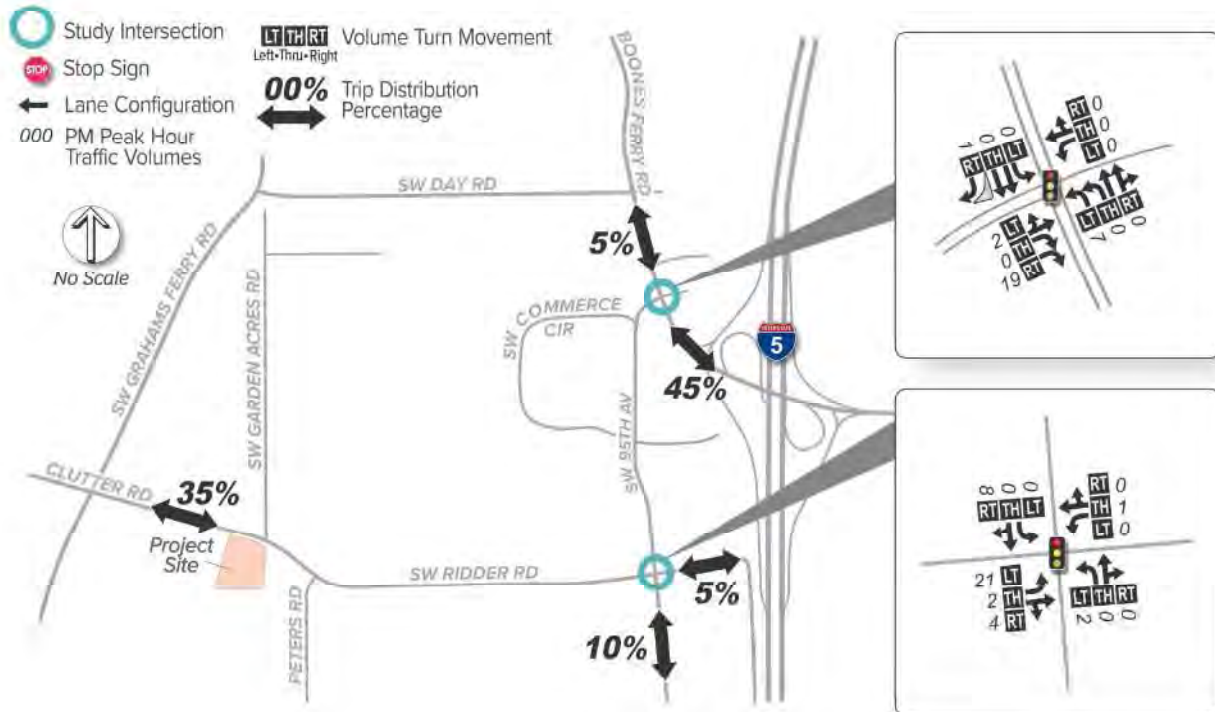 Study Intersection
STOP
Stop Sign
Lane Configuration
000 PM Peak Hour
Traffic Volumes
LT TH RT
Left•Thru•Right
Volume Turn Movement
00% Trip Distribution
Percentage
No Scale
BOONES FERRY RD
SW DAY RD
5%
SW GRAHAMS FERRY RD
SW GARDEN ACRES RD
SW COMMERCE
CIR
INTERSTATE
5
45%
SW 95TH AV
CLUTTER RD
35%
Project
Site
SW RIDDER RD
5%
10%
PETERS RD
RT 0
TH 0
LT 0
1 0 0
RT TH LT
2 LT
0 TH
19 RT
LT TH RT
7 0 0
8 0 0
RT TH LT
RT 0
TH 1
LT 0
21 LT
2 TH
4 RT
LT TH RT
2 0 0